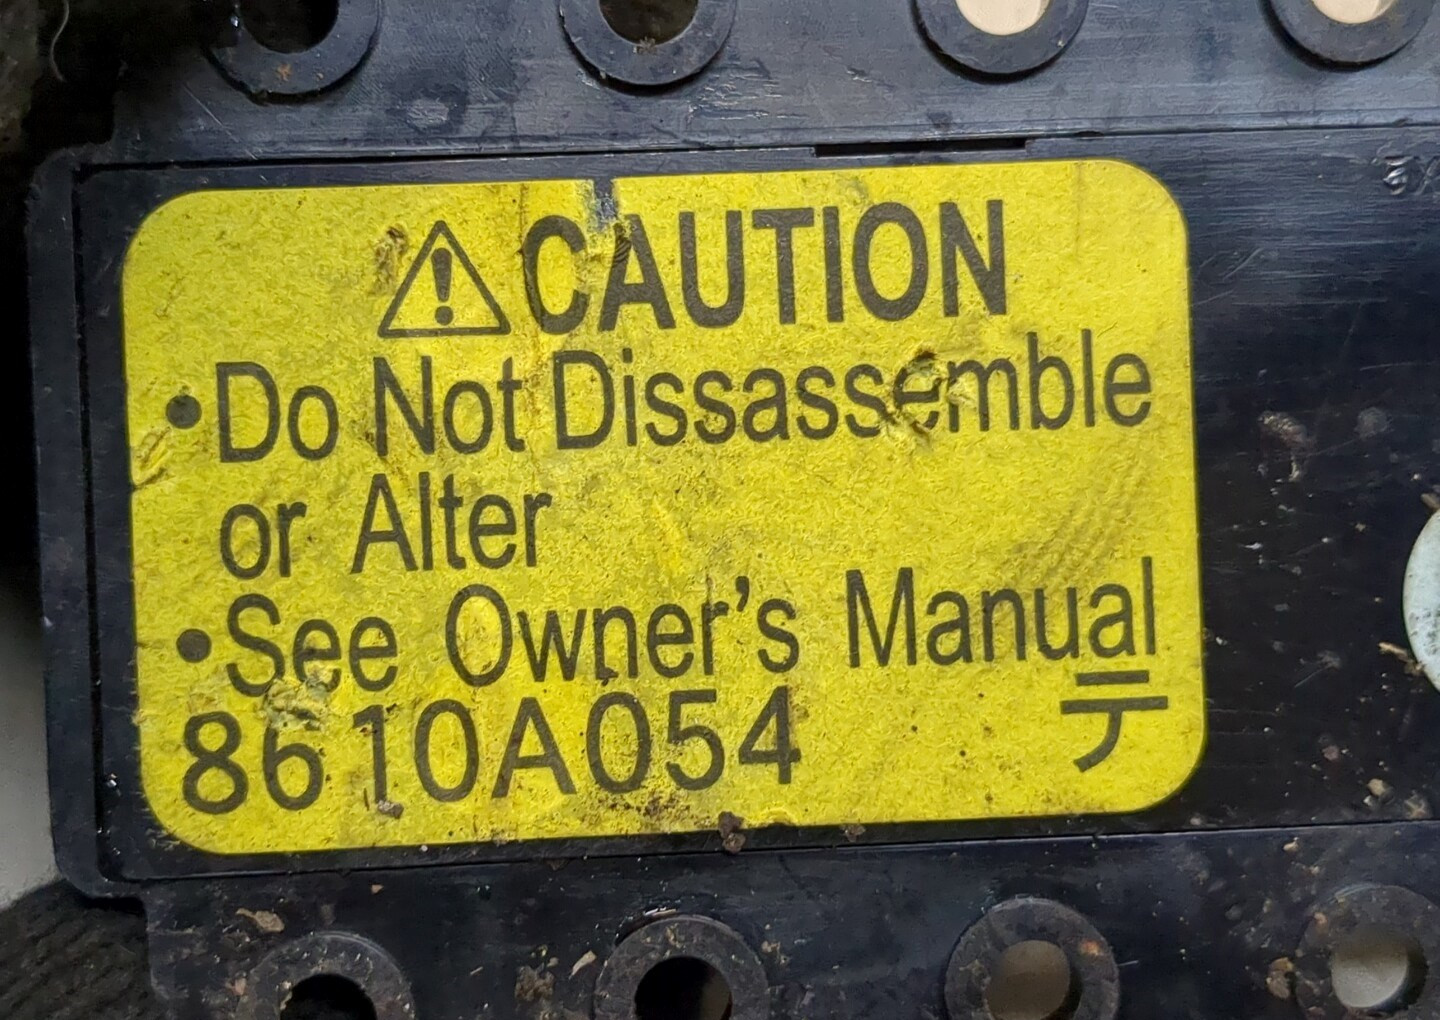 ⚠ CAUTION
•Do Not Dissassemble
or Alter
•See Owner's Manual
8610A054 テ